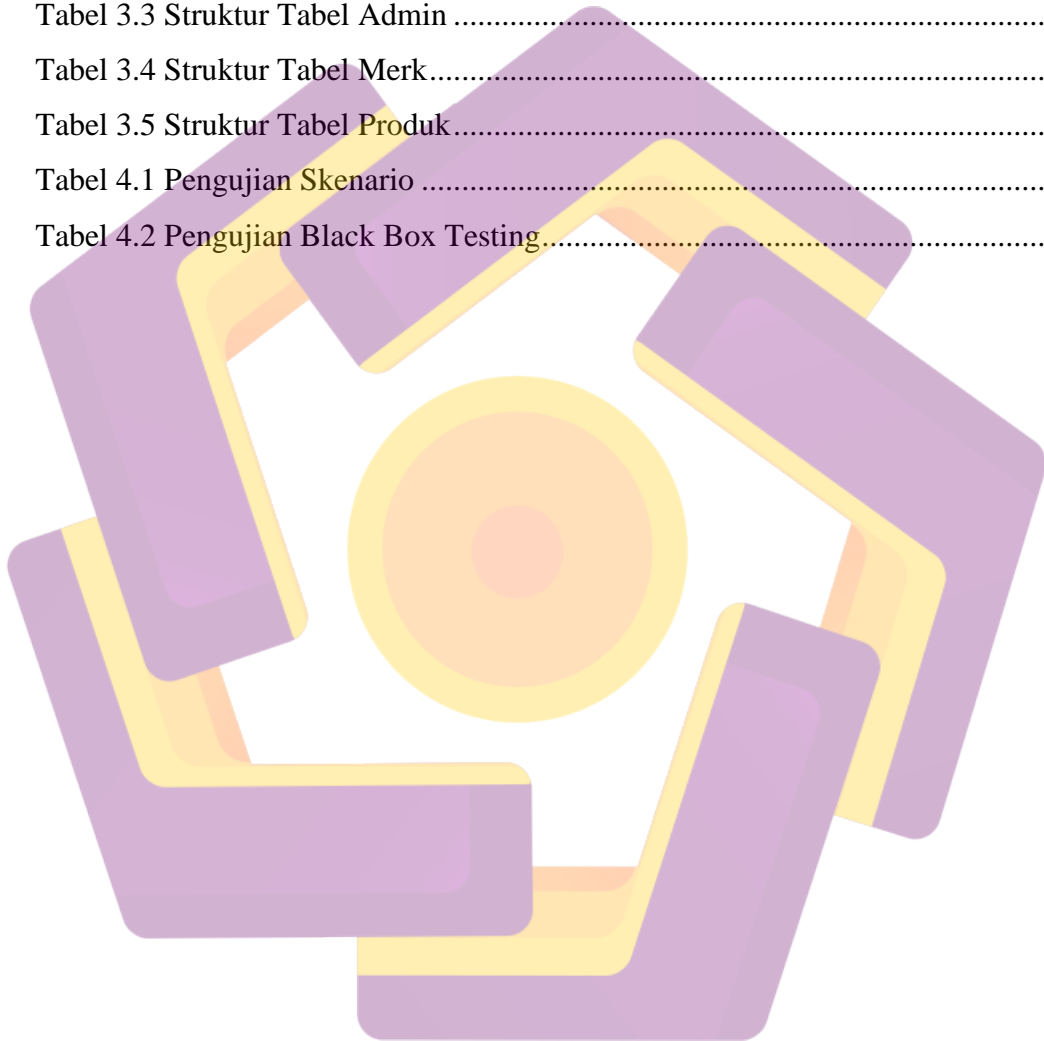 Tabel 3.3 Struktur Tabel Admin ..........................................................................
Tabel 3.4 Struktur Tabel Merk.............................................................................
Tabel 3.5 Struktur Tabel Produk..........................................................................
Tabel 4.1 Pengujian Skenario ..............................................................................
Tabel 4.2 Pengujian Black Box Testing...............................................................